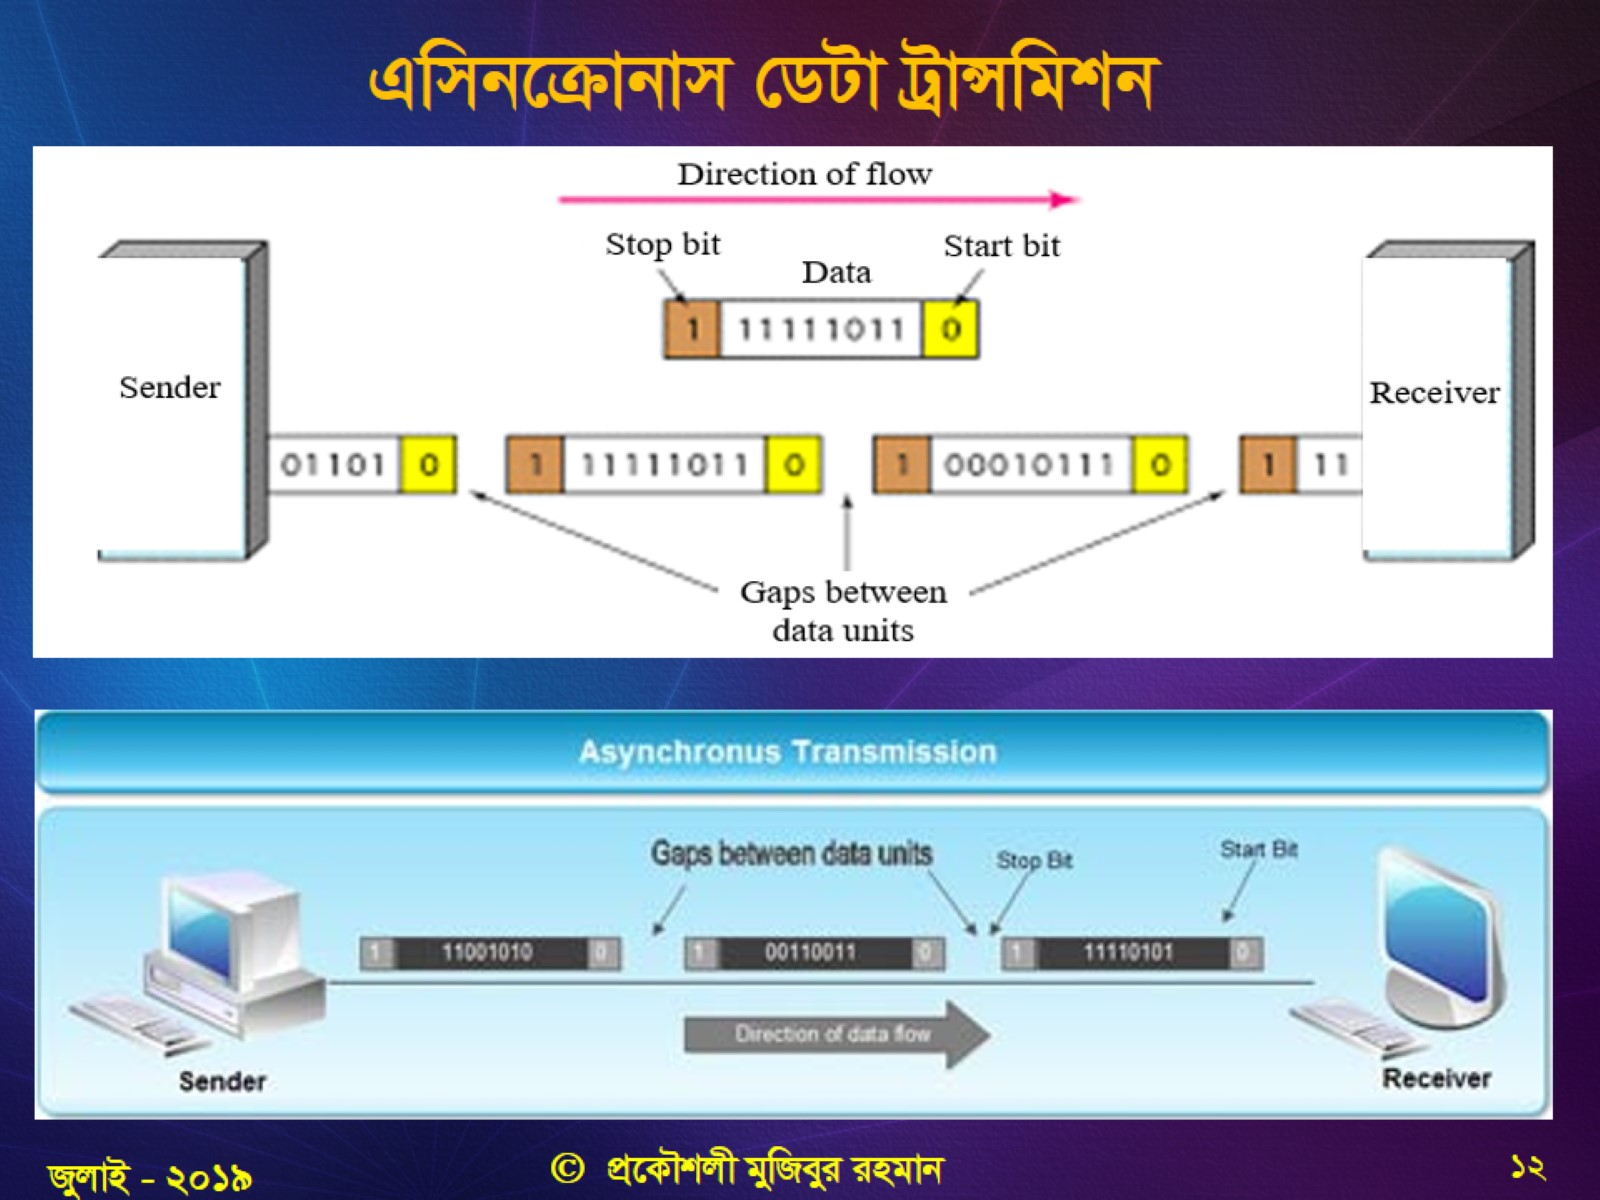 এসিনক্রোনাস ডেটা ট্রান্সমিশন
Direction of flow
Stop bit
Data
Start bit
1 11111011 0
Sender
Receiver
01101 0
1 11111011 0
1 00010111 0
1 11
Gaps between
data units
Asynchronus Transmission
Gaps between data units
Stop Bit
Start Bit
1 11001010 0
1 00110011 0
1 11110101 0
Direction of data flow
Sender
Receiver
জুলাই - ২০১৯
© প্রকৌশলী মুজিবুর রহমান
১২